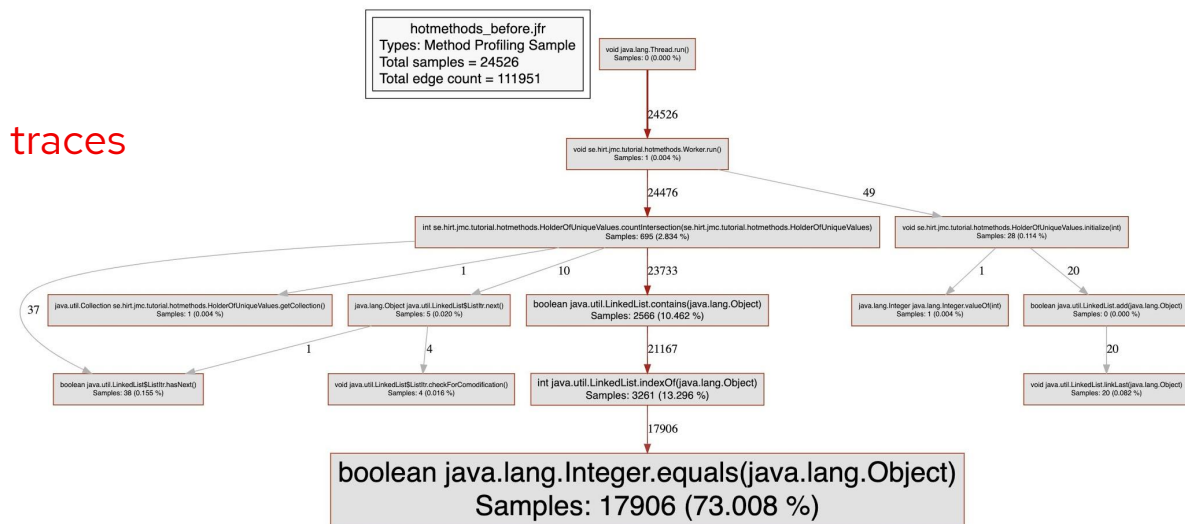 hotmethods_before.jfr
Types: Method Profiling Sample
Total samples = 24526
Total edge count = 111951
void java.lang.Thread.run()
Samples: 0 (0.000 %)
traces
24526
void se.hirt.jmc.tutorial.hotmethods.Worker.run()
Samples: 1 (0.004 %)
24476
49
int se.hirt.jmc.tutorial.hotmethods.HolderOfUniqueValues.countIntersection(se.hirt.jmc.tutorial.hotmethods.HolderOfUniqueValues)
Samples: 695 (2.834 %)
void se.hirt.jmc.tutorial.hotmethods.HolderOfUniqueValues.initialize(int)
Samples: 28 (0.114 %)
1
10
23733
1
20
37
java.util.Collection se.hirt.jmc.tutorial.hotmethods.HolderOfUniqueValues.getCollection()
Samples: 1 (0.004 %)
java.lang.Object java.util.LinkedList$ListItr.next()
Samples: 5 (0.020 %)
boolean java.util.LinkedList.contains(java.lang.Object)
Samples: 2566 (10.462 %)
java.lang.Integer java.lang.Integer.valueOf(int)
Samples: 1 (0.004 %)
boolean java.util.LinkedList.add(java.lang.Object)
Samples: 0 (0.000 %)
1
4
21167
20
boolean java.util.LinkedList$ListItr.hasNext()
Samples: 38 (0.155 %)
void java.util.LinkedList$ListItr.checkForComodification()
Samples: 4 (0.016 %)
int java.util.LinkedList.indexOf(java.lang.Object)
Samples: 3261 (13.296 %)
void java.util.LinkedList.linkLast(java.lang.Object)
Samples: 20 (0.082 %)
17906
boolean java.lang.Integer.equals(java.lang.Object)
Samples: 17906 (73.008 %)